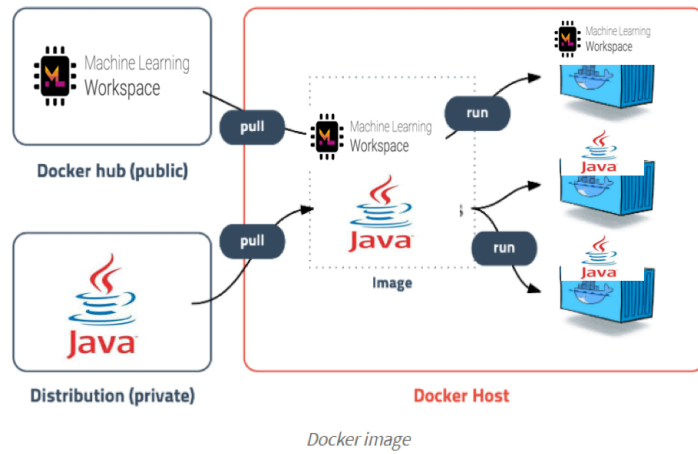 Machine Learning
Workspace
Docker hub (public)
pull
Machine Learning
Workspace
run
Machine Learning
Workspace
Java
Distribution (private)
pull
Java
Image
run
Java
Java
Docker Host
Docker image